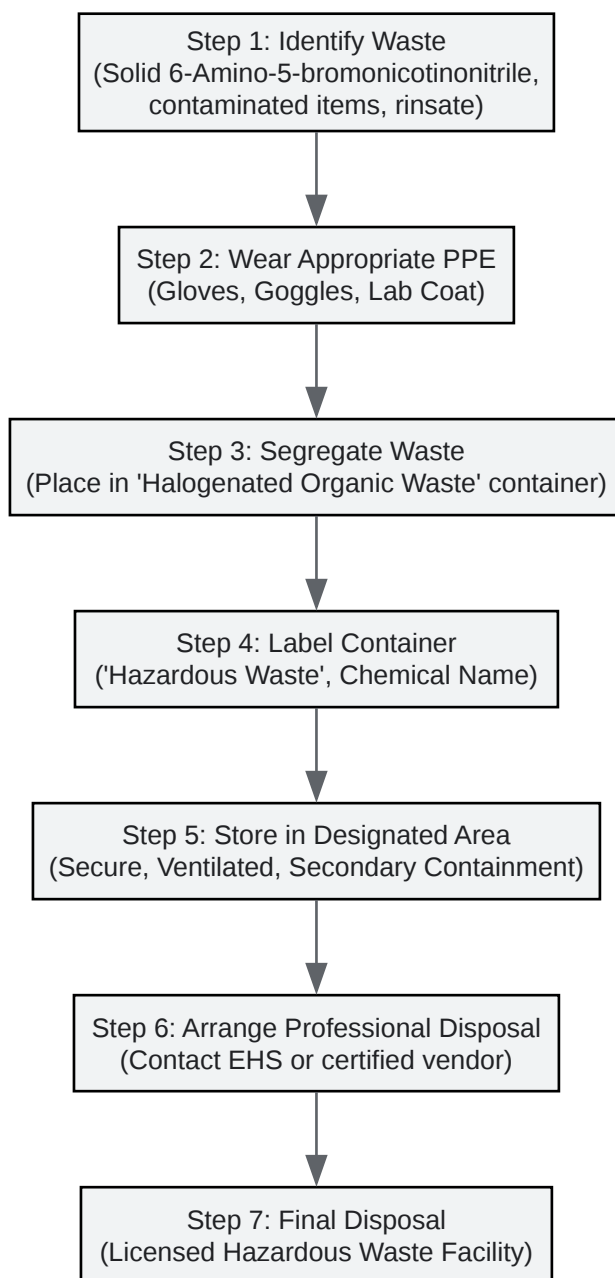 Step 1: Identify Waste
(Solid 6-Amino-5-bromonicotinonitrile,
contaminated items, rinsate)
Step 2: Wear Appropriate PPE
(Gloves, Goggles, Lab Coat)
Step 3: Segregate Waste
(Place in 'Halogenated Organic Waste' container)
Step 4: Label Container
('Hazardous Waste', Chemical Name)
Step 5: Store in Designated Area
(Secure, Ventilated, Secondary Containment)
Step 6: Arrange Professional Disposal
(Contact EHS or certified vendor)
Step 7: Final Disposal
(Licensed Hazardous Waste Facility)